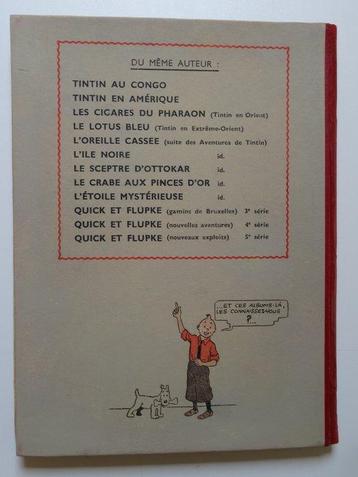 DU MÊME AUTEUR :
TINTIN AU CONGO
TINTIN EN AMÉRIQUE
LES CIGARES DU PHARAON (Tintin en Orient)
LE LOTUS BLEU (Tintin en Extrême-Orient)
L'OREILLE CASSÉE (suite des Aventures de Tintin)
L'ILE NOIRE id.
LE SCEPTRE D'OTTOKAR id.
LE CRABE AUX PINCES D'OR id.
L'ÉTOILE MYSTÉRIEUSE id.
QUICK ET FLUPKE (gamins de Bruxelles) 3e série
QUICK ET FLUPKE (nouvelles aventures) 4e série
QUICK ET FLUPKE (nouveaux exploits) 5e série
...ET CES ALBUMS-LÀ,
LES CONNAISSEZ-VOUS
?...